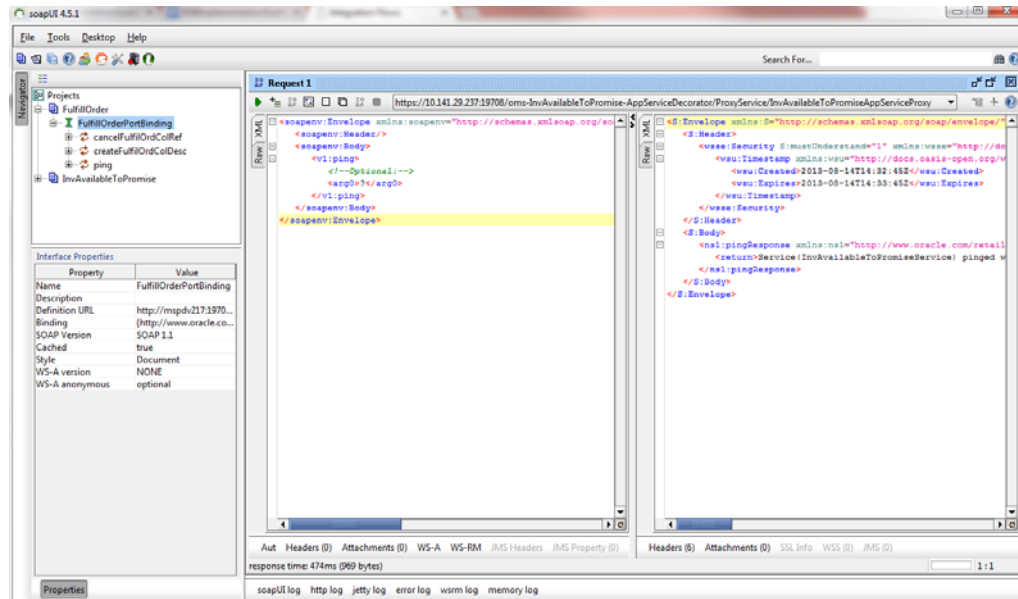 soapUI 4.5.1
File Tools Desktop Help
Search For...
Navigator
Projects
FulfillOrder
FulfillOrderPortBinding
cancelFulfilOrdColRef
createFulfilOrdColDesc
ping
InvAvailableToPromise
Interface Properties
Property Value
Name FulfillOrderPortBinding
Description
Definition URL http://mspdv217:1970...
Binding {http://www.oracle.co...
SOAP Version SOAP 1.1
Cached true
Style Document
WS-A version NONE
WS-A anonymous optional
Properties
Request 1
https://10.141.29.237:19708/oms-InvAvailableToPromise-AppServiceDecorator/ProxyService/InvAvailableToPromiseAppServiceProxy
XML
Raw
<soapenv:Envelope xmlns:soapenv="http://schemas.xmlsoap.org/so
<soapenv:Header/>
<soapenv:Body>
<v1:ping>
<!--Optional:-->
<arg0>?</arg0>
</v1:ping>
</soapenv:Body>
</soapenv:Envelope>
XML
Raw
<S:Envelope xmlns:S="http://schemas.xmlsoap.org/soap/envelope/"
<S:Header>
<wsse:Security S:mustUnderstand="1" xmlns:wsse="http://do
<wsu:Timestamp xmlns:wsu="http://docs.oasis-open.org/w
<wsu:Created>2013-08-14T14:32:45Z</wsu:Created>
<wsu:Expires>2013-08-14T14:33:45Z</wsu:Expires>
</wsu:Timestamp>
</wsse:Security>
</S:Header>
<S:Body>
<ns1:pingResponse xmlns:ns1="http://www.oracle.com/retail
<return>Service(InvAvailableToPromiseService) pinged w
</ns1:pingResponse>
</S:Body>
</S:Envelope>
Aut Headers (0) Attachments (0) WS-A WS-RM JMS Headers JMS Property (0)
Headers (6) Attachments (0) SSL Info WSS (0) JMS (0)
response time: 474ms (969 bytes)
1:1
soapUI log http log jetty log error log wsrm log memory log